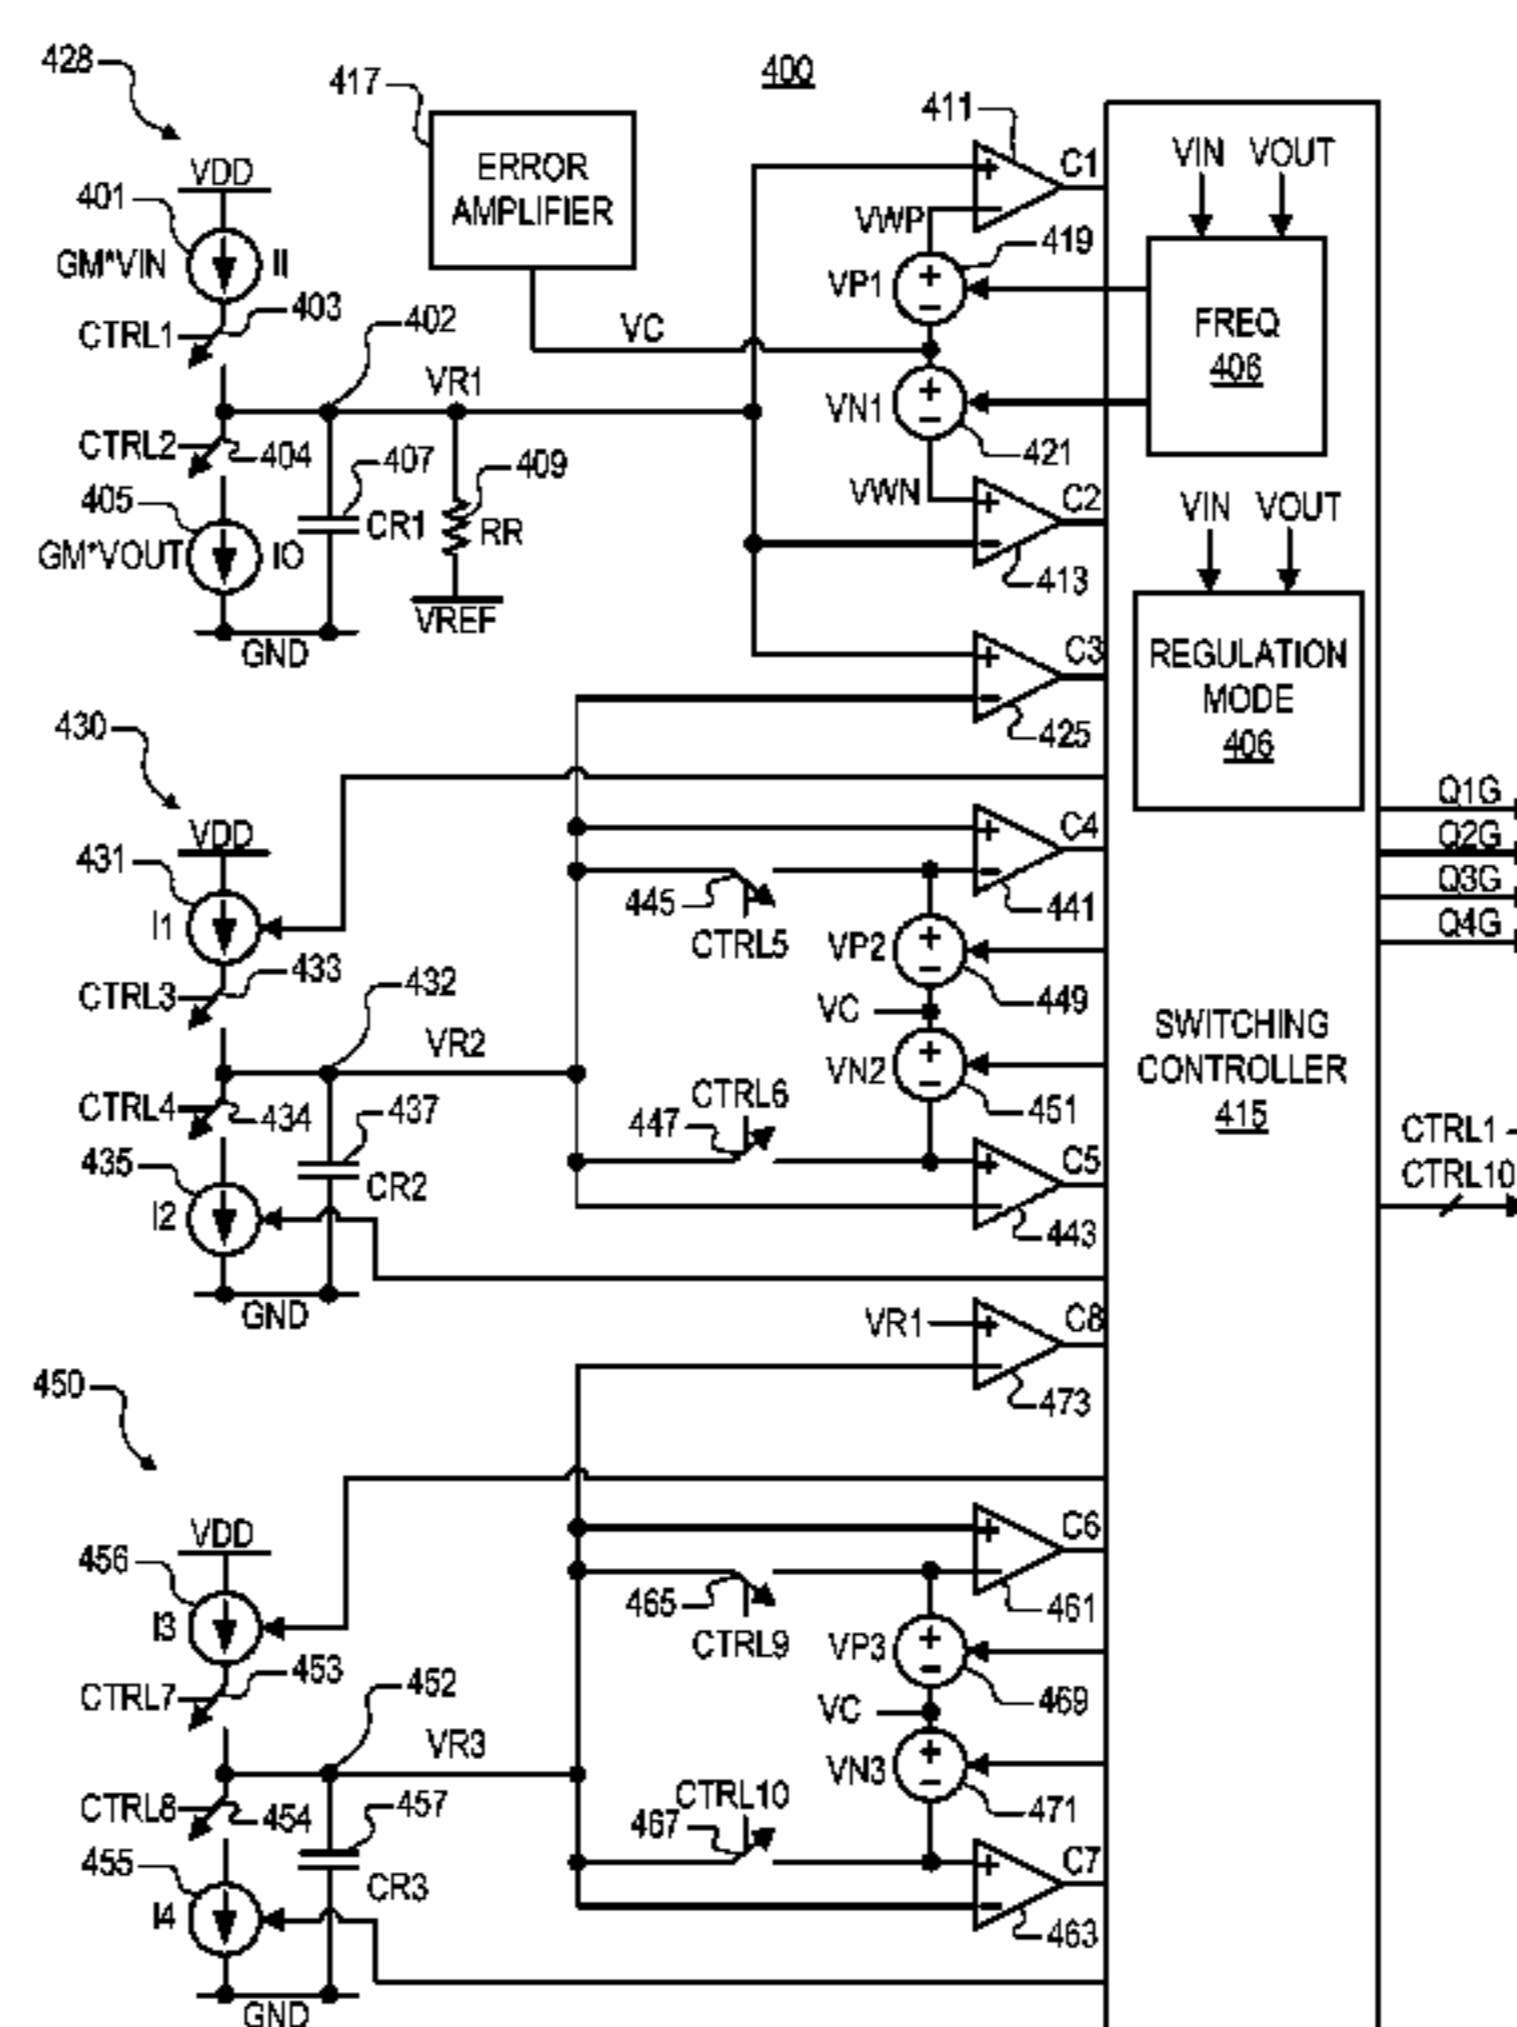 400
428
417
ERROR
AMPLIFIER
411
+
-
C1
VIN VOUT
VDD
401
GM*VIN
II
VWP
419
VP1
+
-
FREQ
406
CTRL1
403
402
VC
VR1
VN1
+
-
421
CTRL2
404
407
CR1
409
RR
VWN
+
-
C2
413
VIN VOUT
405
GM*VOUT
IO
VREF
GND
+
-
C3
425
REGULATION
MODE
406
430
VDD
431
I1
+
-
C4
441
445
CTRL5
VP2
+
-
449
Q1G
Q2G
Q3G
Q4G
CTRL3
433
432
VR2
VC
VN2
+
-
451
SWITCHING
CONTROLLER
415
CTRL4
434
437
CR2
CTRL6
447
435
I2
+
-
C5
443
CTRL1 -
CTRL10
GND
VR1
+
-
C8
473
450
VDD
456
I3
+
-
C6
461
465
CTRL9
VP3
+
-
469
CTRL7
453
452
VR3
VC
VN3
+
-
471
CTRL8
454
457
CR3
CTRL10
467
455
I4
+
-
C7
463
GND